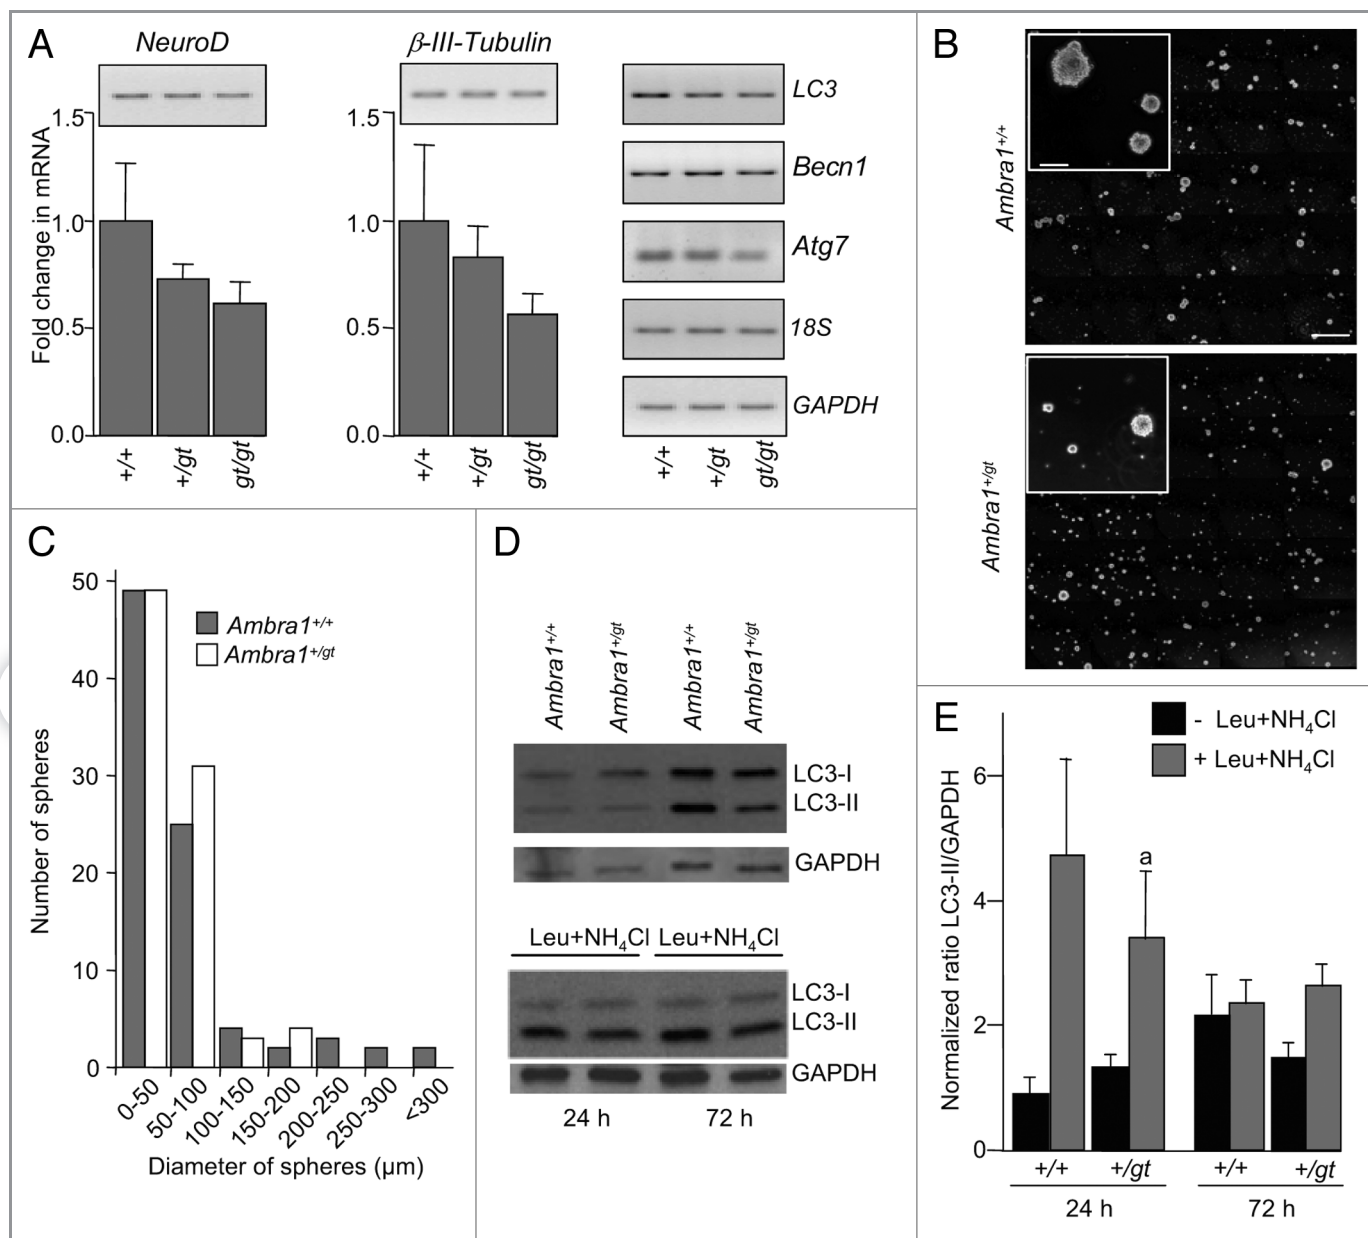 A
NeuroD
β-III-Tubulin
Fold change in mRNA
1.5
1.0
0.5
0.0
+/+
+/gt
gt/gt
1.5
1.0
0.5
0.0
+/+
+/gt
gt/gt
LC3
Becn1
Atg7
18S
GAPDH
+/+
+/gt
gt/gt
B
Ambra1+/+
Ambra1+/gt
C
Number of spheres
50
40
30
20
10
0
Ambra1+/+
Ambra1+/gt
0-50
50-100
100-150
150-200
200-250
250-300
<300
Diameter of spheres (µm)
D
Ambra1+/+
Ambra1+/gt
Ambra1+/+
Ambra1+/gt
LC3-I
LC3-II
GAPDH
Leu+NH4Cl Leu+NH4Cl
LC3-I
LC3-II
GAPDH
24 h 72 h
E
- Leu+NH4Cl
+ Leu+NH4Cl
Normalized ratio LC3-II/GAPDH
6
4
2
0
a
+/+ +/gt +/+ +/gt
24 h 72 h